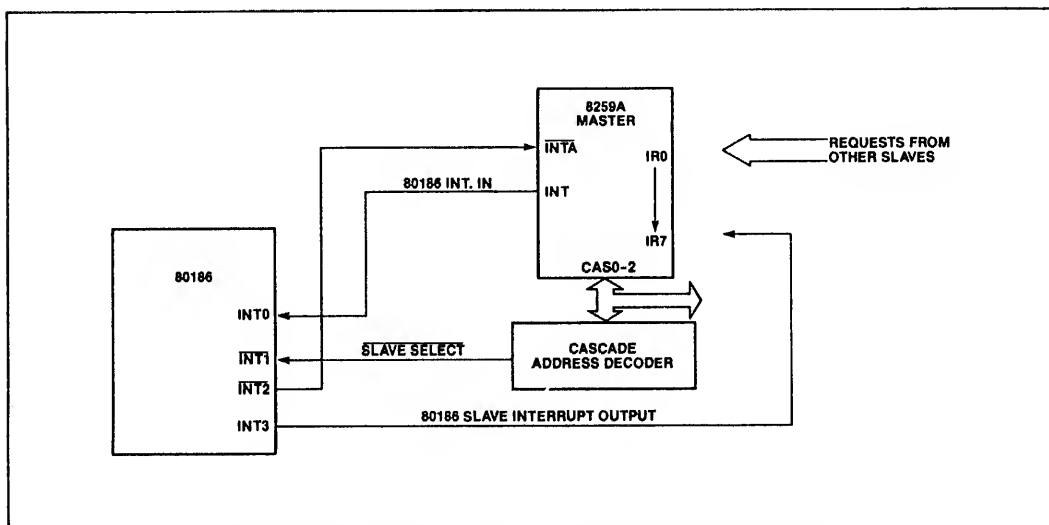 8259A
MASTER
INTA
IR0
REQUESTS FROM
OTHER SLAVES
80186 INT. IN
INT
IR7
CAS0-2
80186
INT0
SLAVE SELECT
CASCADE
ADDRESS DECODER
INT1
INT2
80186 SLAVE INTERRUPT OUTPUT
INT3